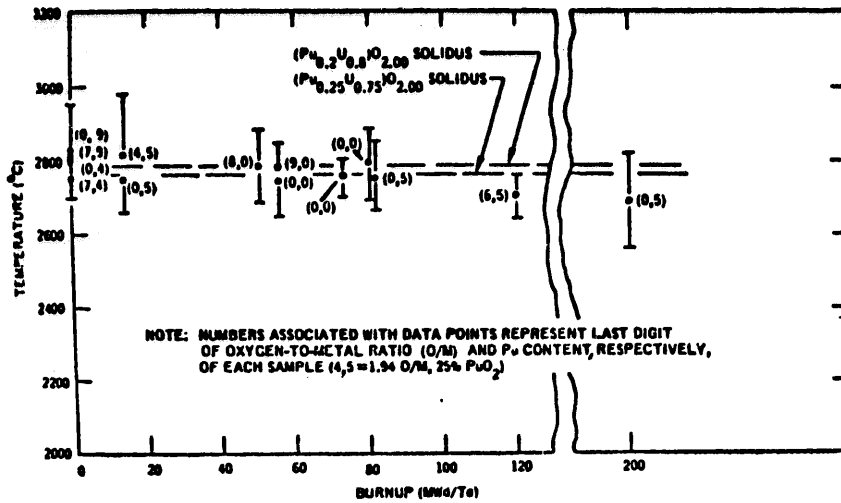 3200
(Pu0.2U0.8)O2.00 SOLIDUS
(Pu0.25U0.75)O2.00 SOLIDUS
3000
(0,9)
(7,9)
(4,5)
(0,0)
2800
(0,4)
(8,0)
(9,0)
(7,4)
(0,5)
(0,0)
(0,5)
(6,5)
(0,5)
(0,0)
TEMPERATURE (°C)
2600
2400
NOTE: NUMBERS ASSOCIATED WITH DATA POINTS REPRESENT LAST DIGIT
OF OXYGEN-TO-METAL RATIO (O/M) AND Pu CONTENT, RESPECTIVELY,
OF EACH SAMPLE (4,5 = 1.94 O/M, 25% PuO2)
2200
2000
0 20 40 60 80 100 120 200
BURNUP (MWd/Te)